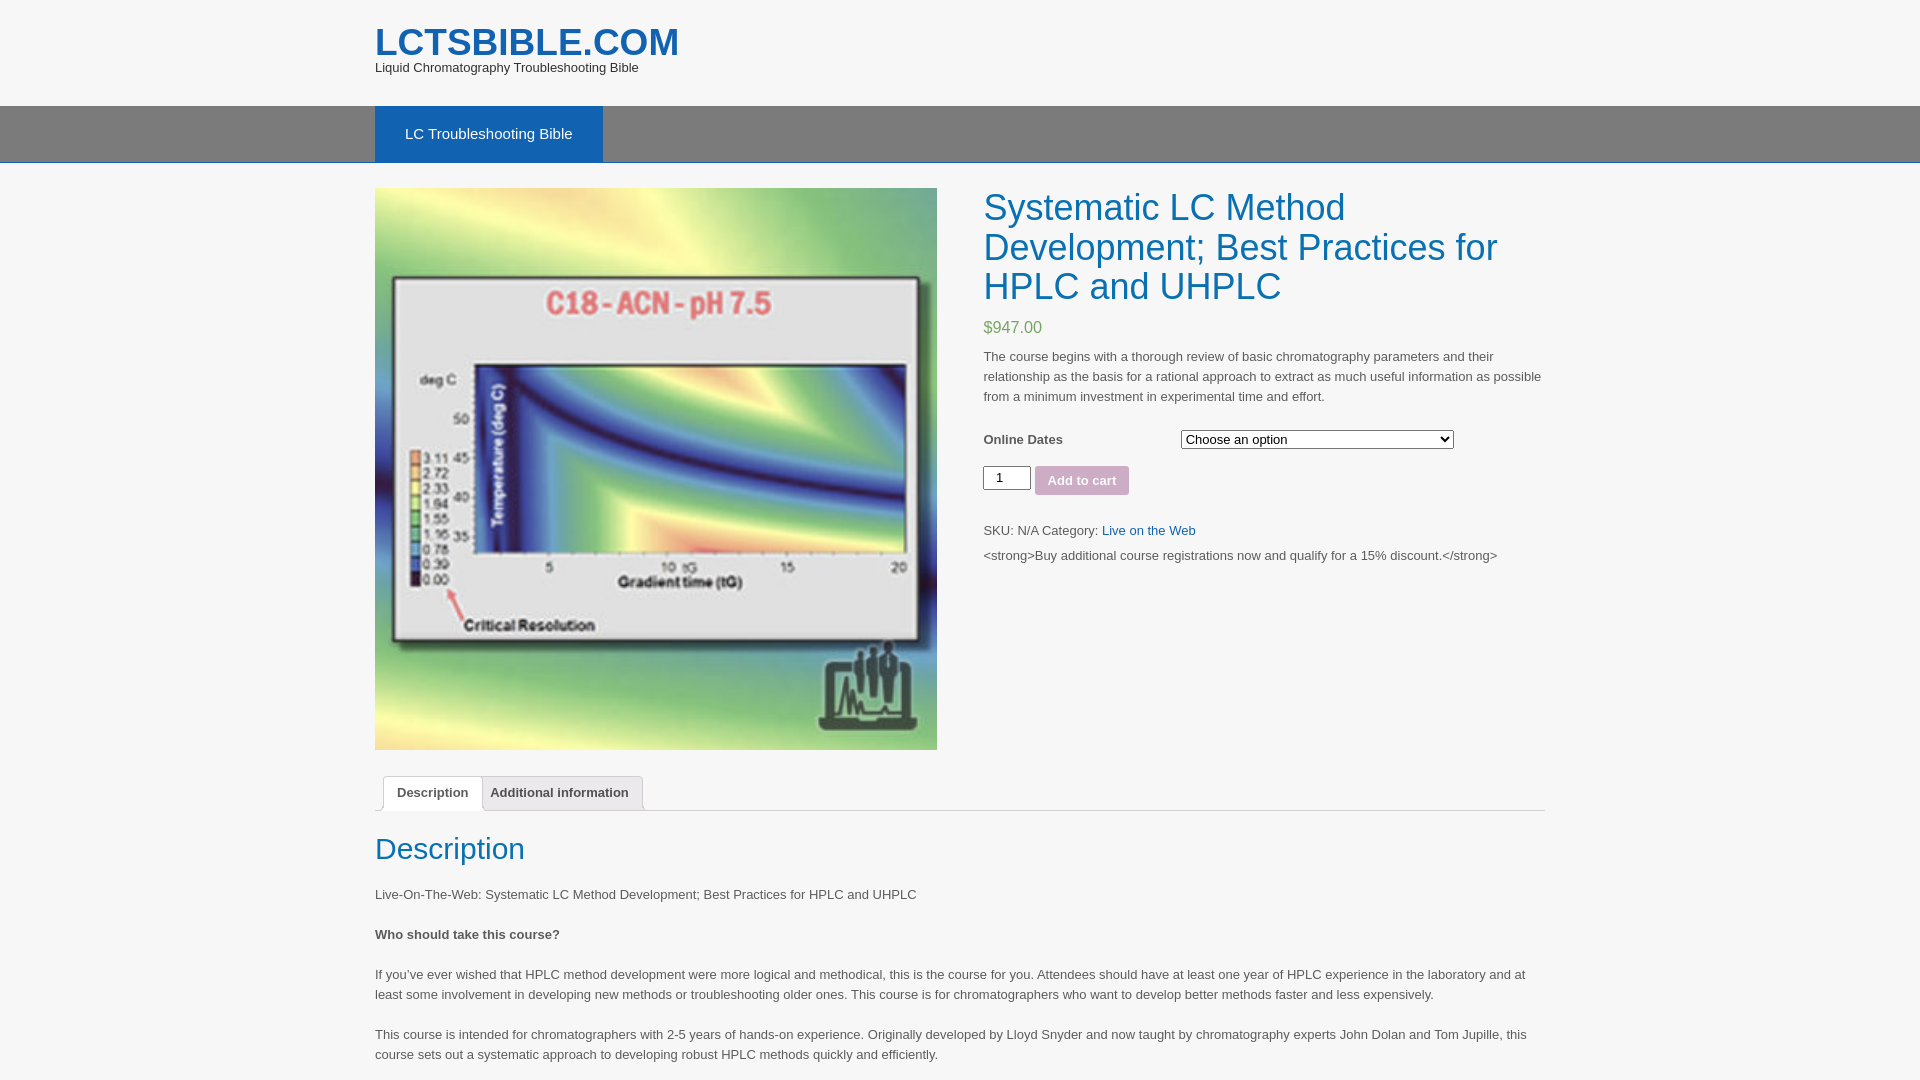 LCTSBIBLE.COM
Liquid Chromatography Troubleshooting Bible
LC Troubleshooting Bible
C18 - ACN - pH 7.5
deg C
50
45
40
35
Temperature (deg C)
3.11
2.72
2.33
1.94
1.55
1.16
0.78
0.39
0.00
5
10
tG
15
20
Gradient time (tG)
Critical Resolution
Systematic LC Method
Development; Best Practices for
HPLC and UHPLC
$947.00
The course begins with a thorough review of basic chromatography parameters and their
relationship as the basis for a rational approach to extract as much useful information as possible
from a minimum investment in experimental time and effort.
Online Dates
Choose an option
1
Add to cart
SKU: N/A Category: Live on the Web
<strong>Buy additional course registrations now and qualify for a 15% discount.</strong>
Description
Additional information
Description
Live-On-The-Web: Systematic LC Method Development; Best Practices for HPLC and UHPLC
Who should take this course?
If you’ve ever wished that HPLC method development were more logical and methodical, this is the course for you. Attendees should have at least one year of HPLC experience in the laboratory and at
least some involvement in developing new methods or troubleshooting older ones. This course is for chromatographers who want to develop better methods faster and less expensively.
This course is intended for chromatographers with 2-5 years of hands-on experience. Originally developed by Lloyd Snyder and now taught by chromatography experts John Dolan and Tom Jupille, this
course sets out a systematic approach to developing robust HPLC methods quickly and efficiently.